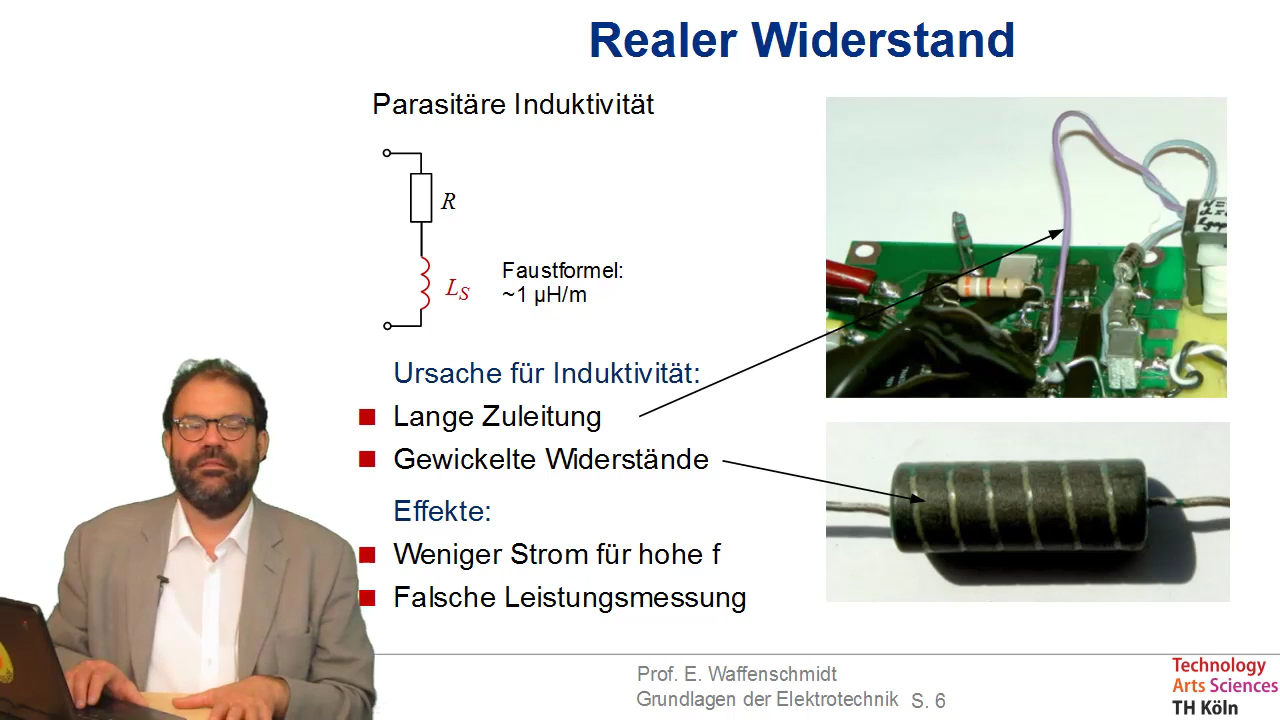 Realer Widerstand
Parasitäre Induktivität
R
L_S
Faustformel:
~1 µH/m
Ursache für Induktivität:
Lange Zuleitung
Gewickelte Widerstände
Effekte:
Weniger Strom für hohe f
Falsche Leistungsmessung
Prof. E. Waffenschmidt
Grundlagen der Elektrotechnik S. 6
Technology
Arts Sciences
TH Köln